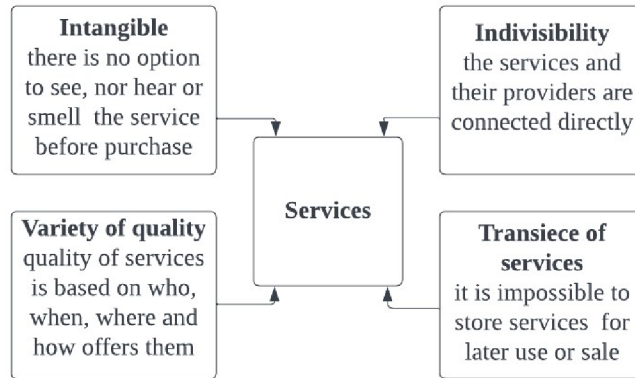 Intangible
there is no option
to see, nor hear or
smell the service
before purchase
Indivisibility
the services and
their providers are
connected directly
Services
Variety of quality
quality of services
is based on who,
when, where and
how offers them
Transiece of
services
it is impossible to
store services for
later use or sale